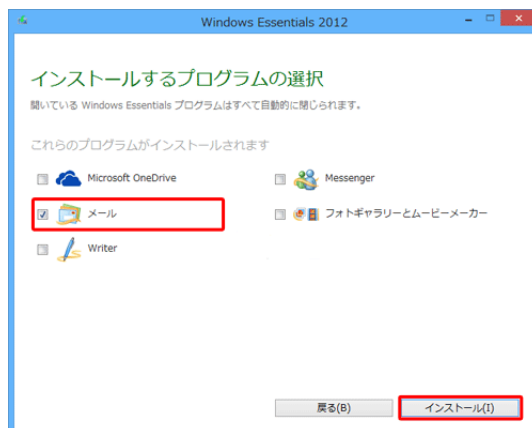 Windows Essentials 2012
インストールするプログラムの選択
開いている Windows Essentials プログラムはすべて自動的に閉じられます。
これらのプログラムがインストールされます
Microsoft OneDrive
Messenger
メール
フォトギャラリーとムービーメーカー
Writer
戻る(B)
インストール(I)